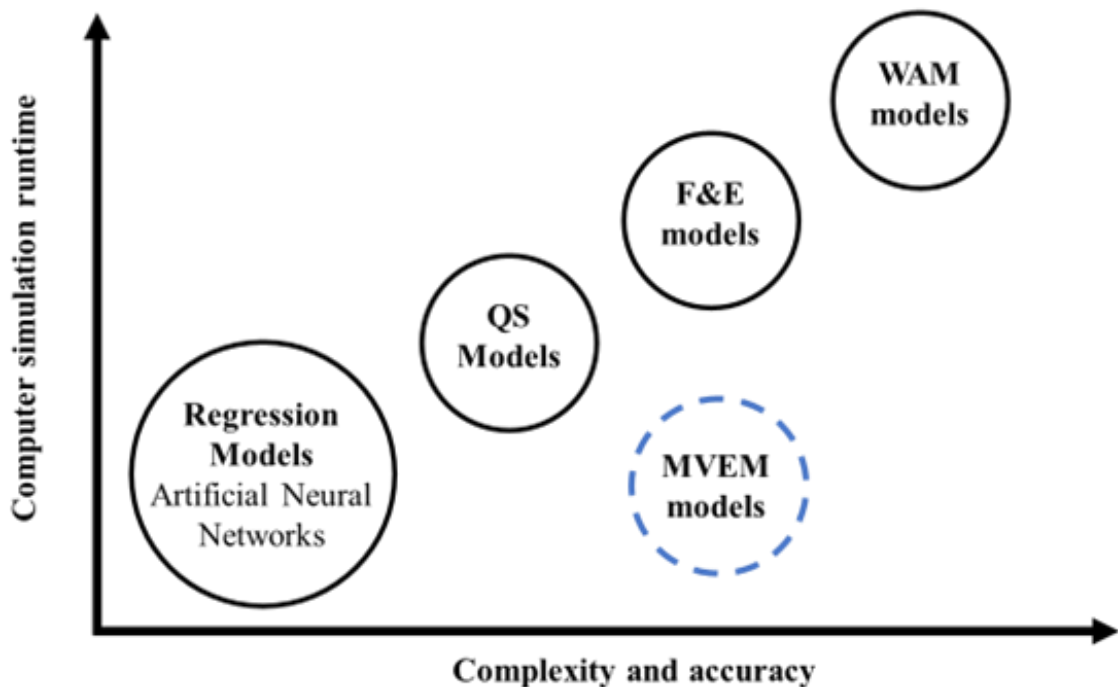 Computer simulation runtime
WAM
models
F&E
models
QS
Models
Regression
Models
Artificial Neural
Networks
MVEM
models
Complexity and accuracy